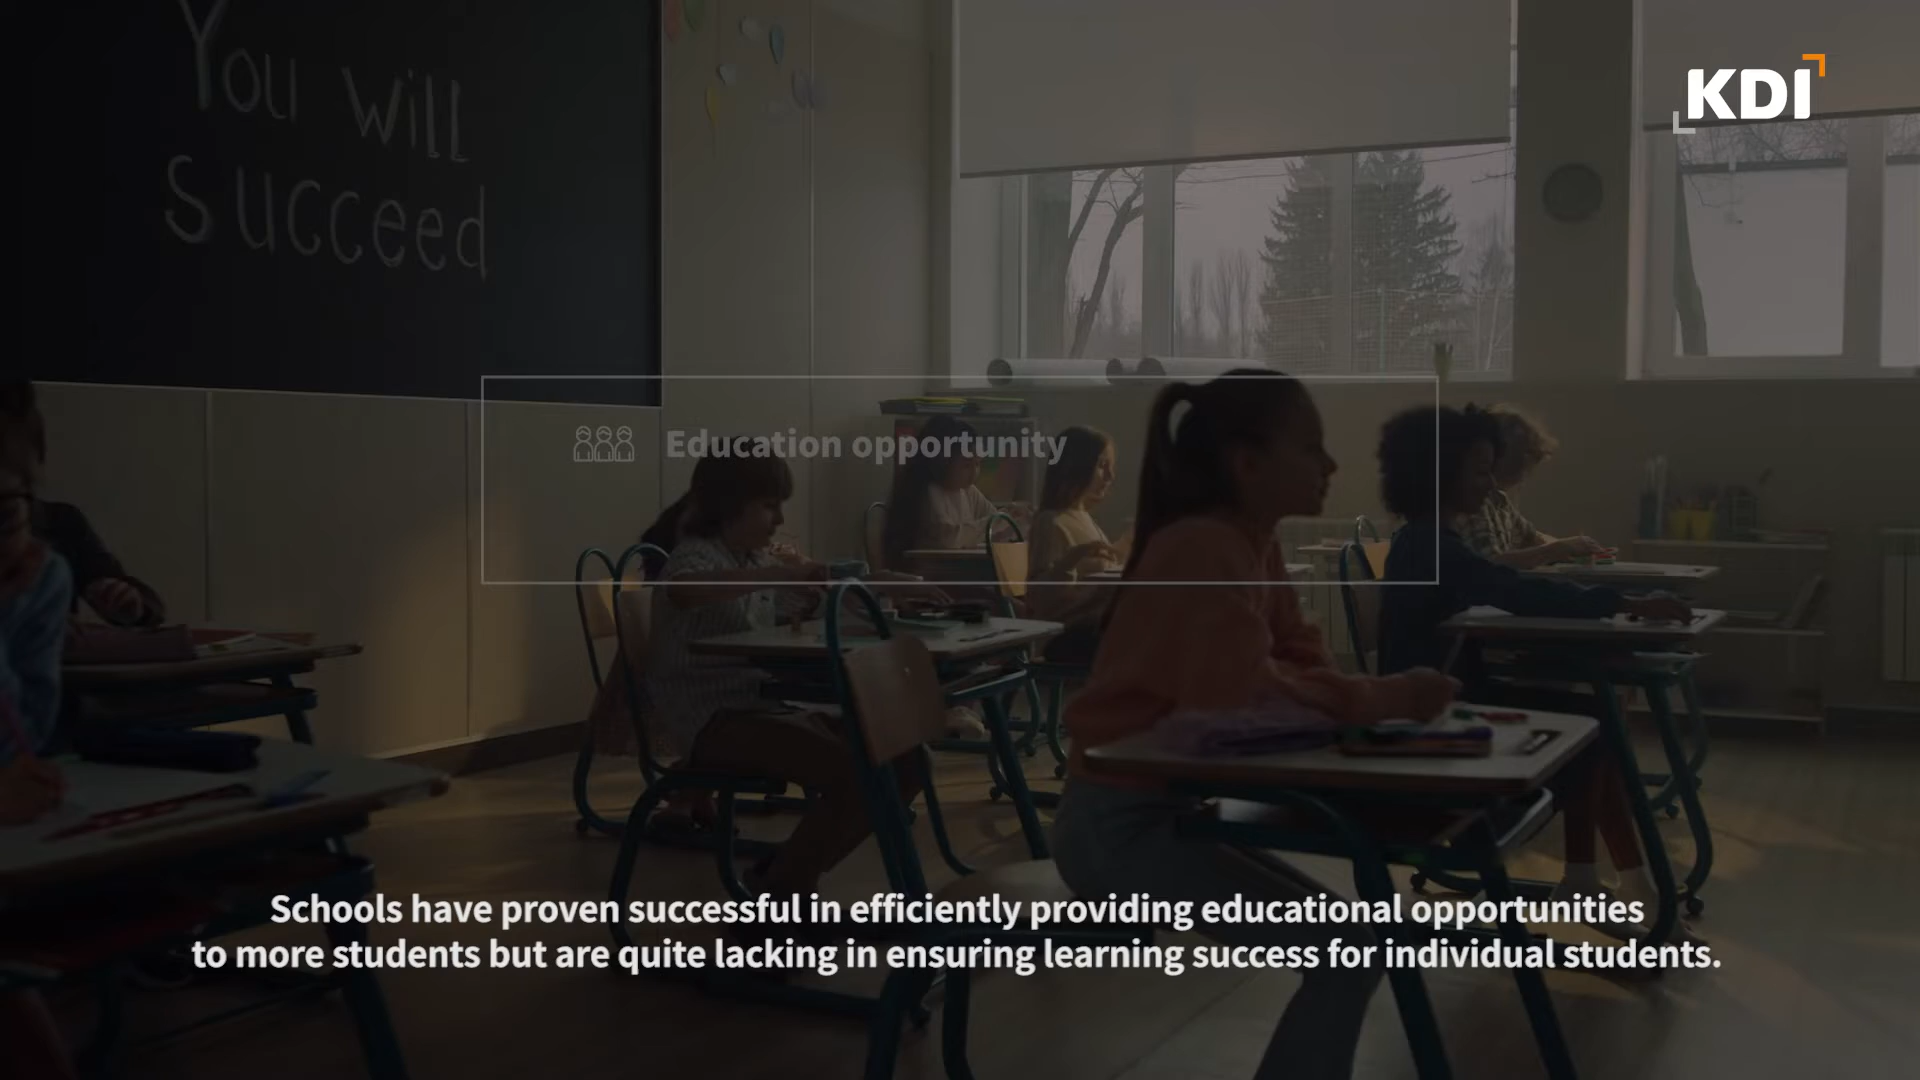 You will
succeed
KDI
Education opportunity
Schools have proven successful in efficiently providing educational opportunities
to more students but are quite lacking in ensuring learning success for individual students.